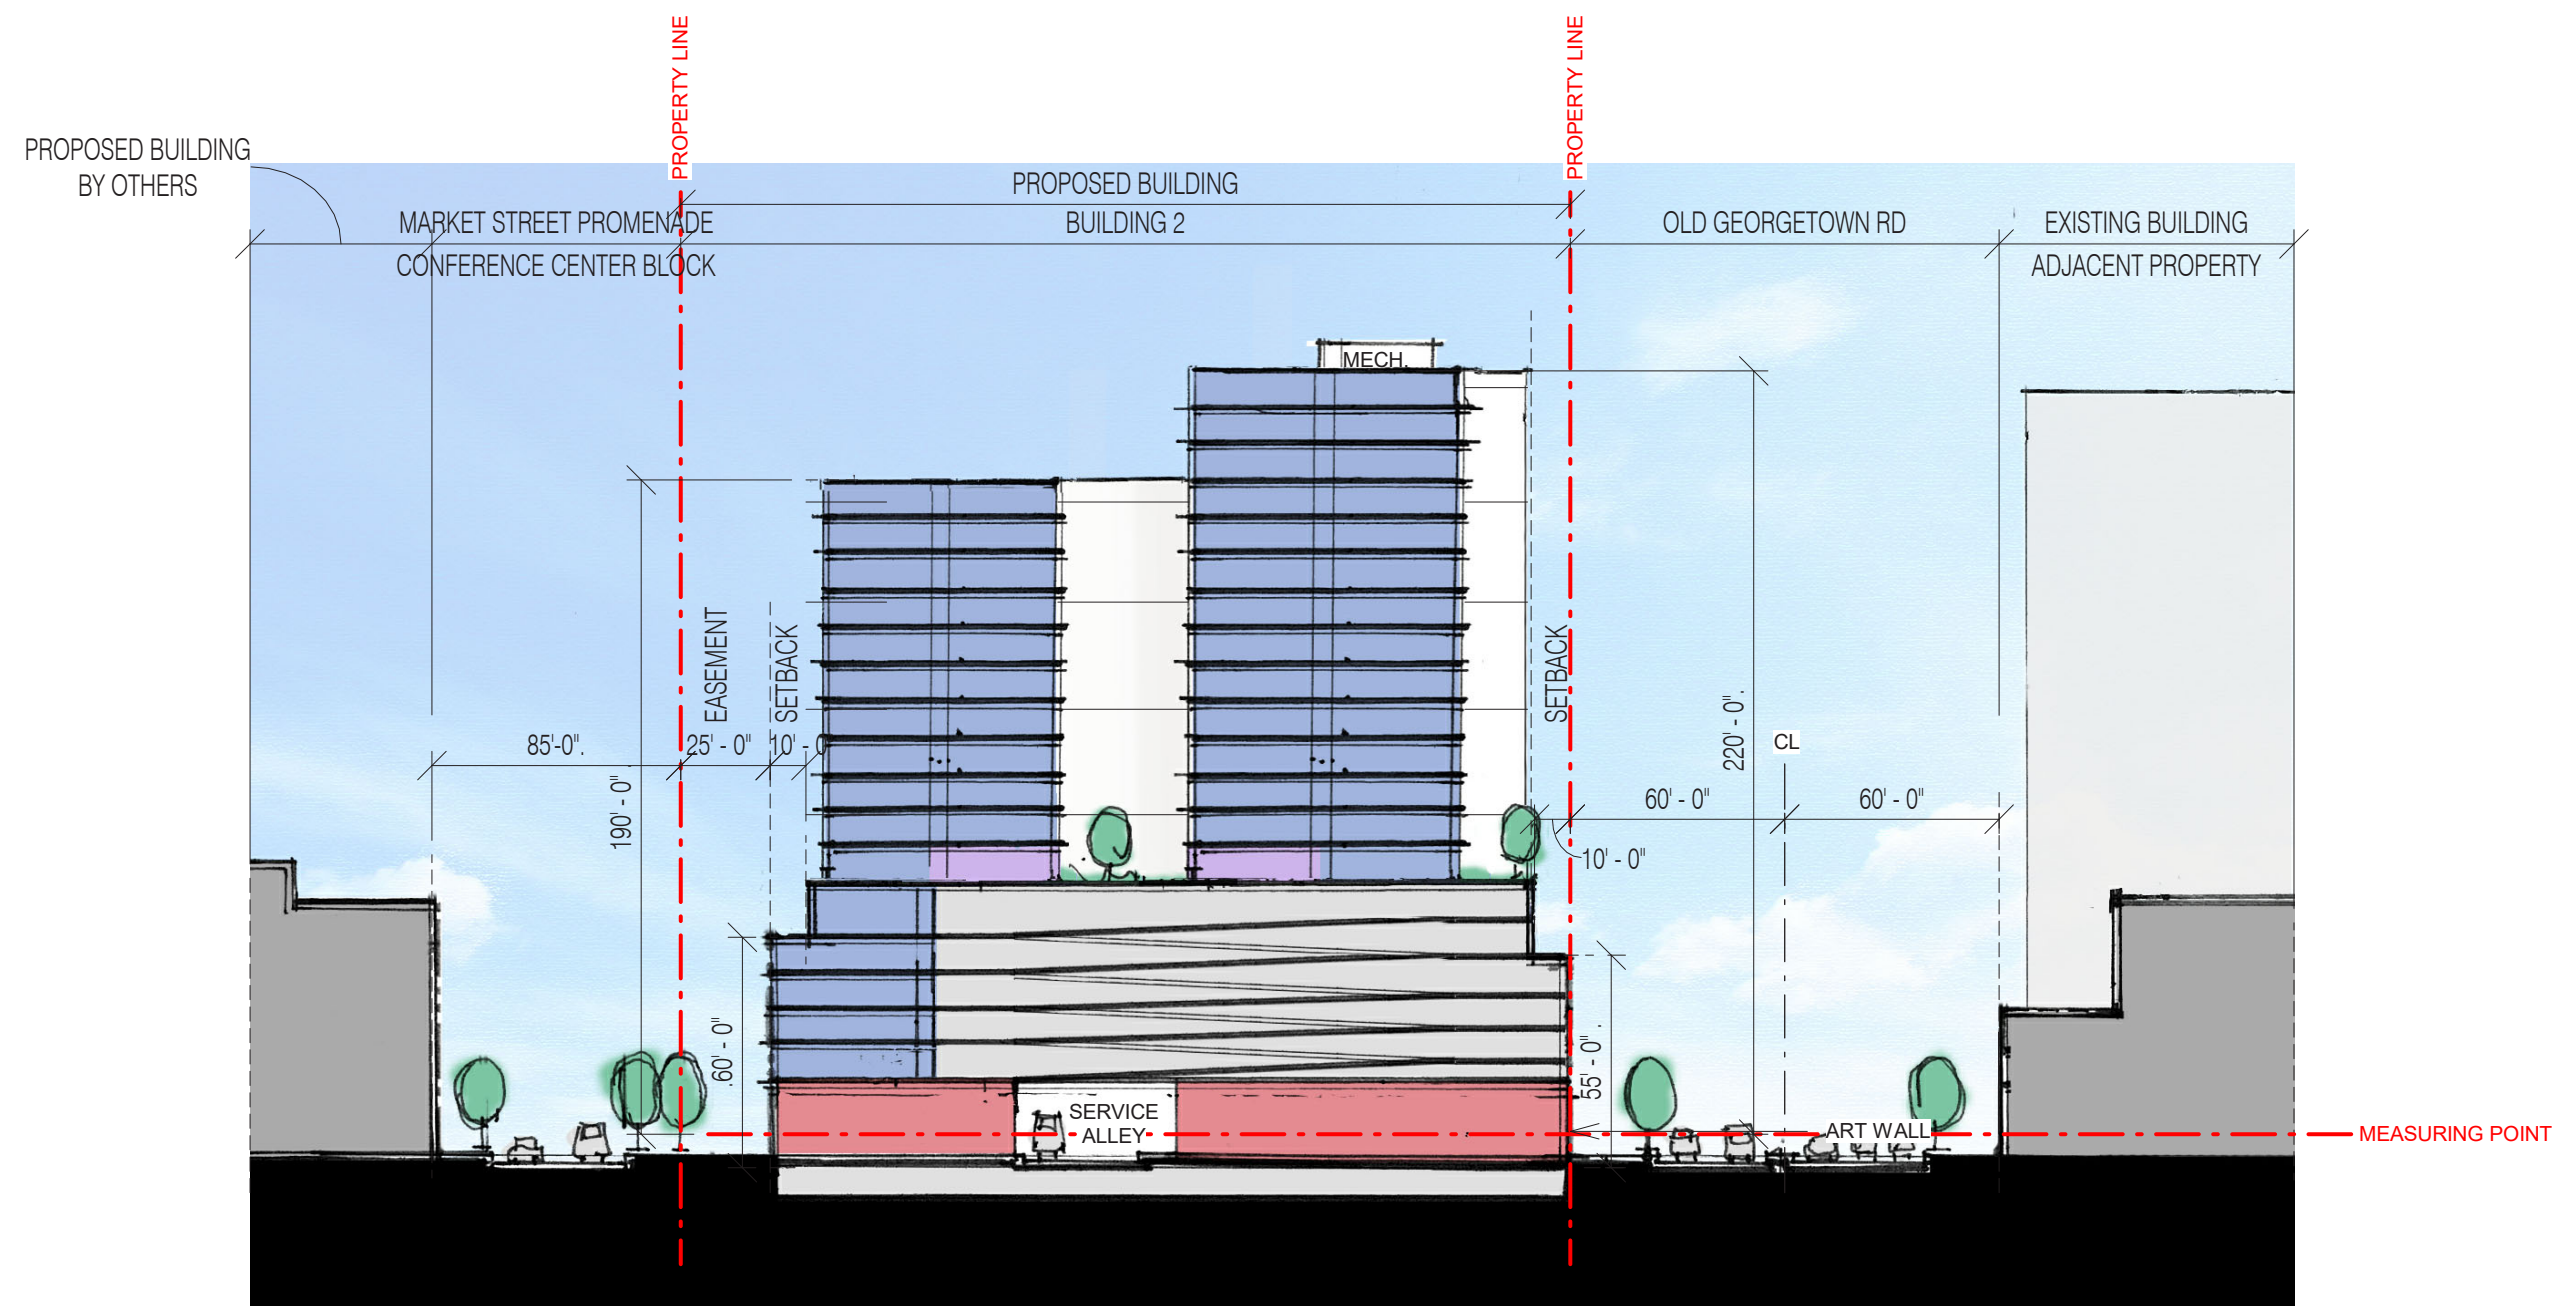 PROPERTY LINE
PROPERTY LINE
PROPOSED BUILDING
BY OTHERS
PROPOSED BUILDING
MARKET STREET PROMENADE
BUILDING 2
OLD GEORGETOWN RD
EXISTING BUILDING
CONFERENCE CENTER BLOCK
ADJACENT PROPERTY
MECH.
EASEMENT
SETBACK
SETBACK
85'-0".
25' - 0"
10' - 0
190' - 0"
220' - 0".
CL
60' - 0"
60' - 0"
10' - 0"
.60' - 0"
55' - 0" .
SERVICE
ALLEY
ART WALL
MEASURING POINT